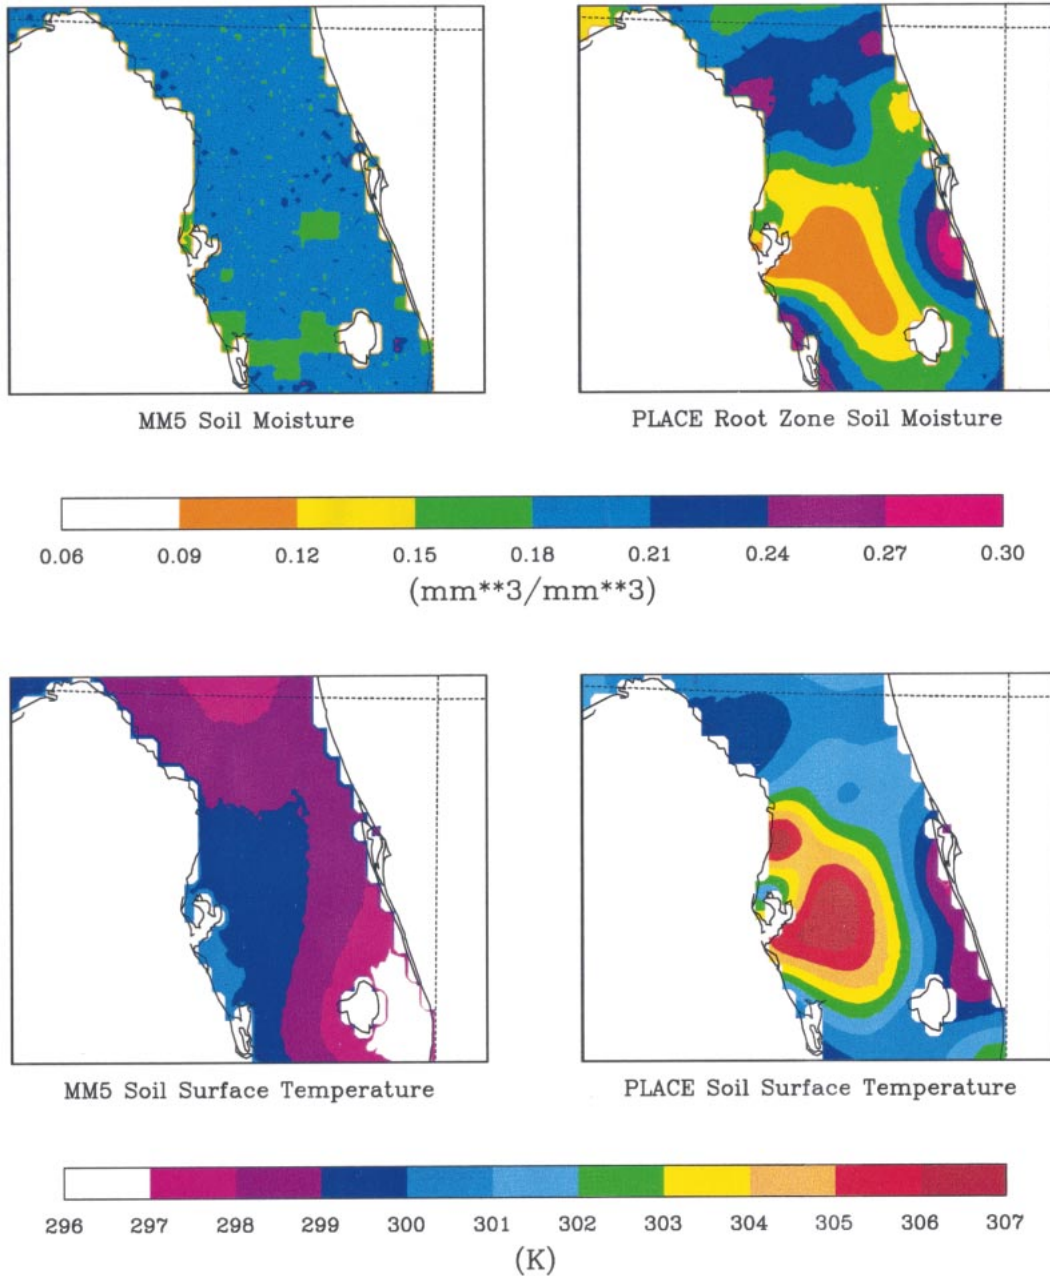 MM5 Soil Moisture
PLACE Root Zone Soil Moisture
0.06 0.09 0.12 0.15 0.18 0.21 0.24 0.27 0.30
(mm**3/mm**3)
MM5 Soil Surface Temperature
PLACE Soil Surface Temperature
296 297 298 299 300 301 302 303 304 305 306 307
(K)